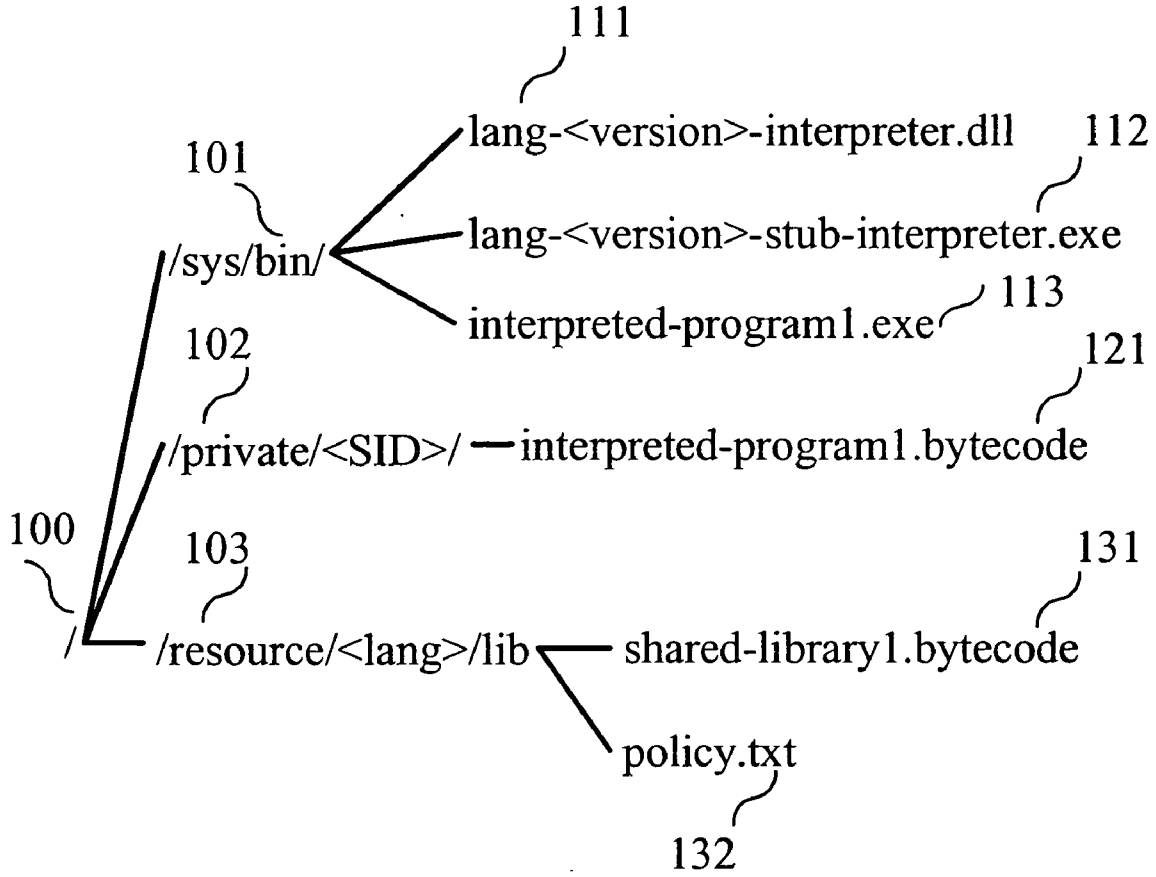 111
lang-<version>-interpreter.dll
112
101
lang-<version>-stub-interpreter.exe
/sys/bin/
113
interpreted-program1.exe
102
121
/private/<SID>/
interpreted-program1.bytecode
100
103
131
/
/resource/<lang>/lib
shared-library1.bytecode
policy.txt
132